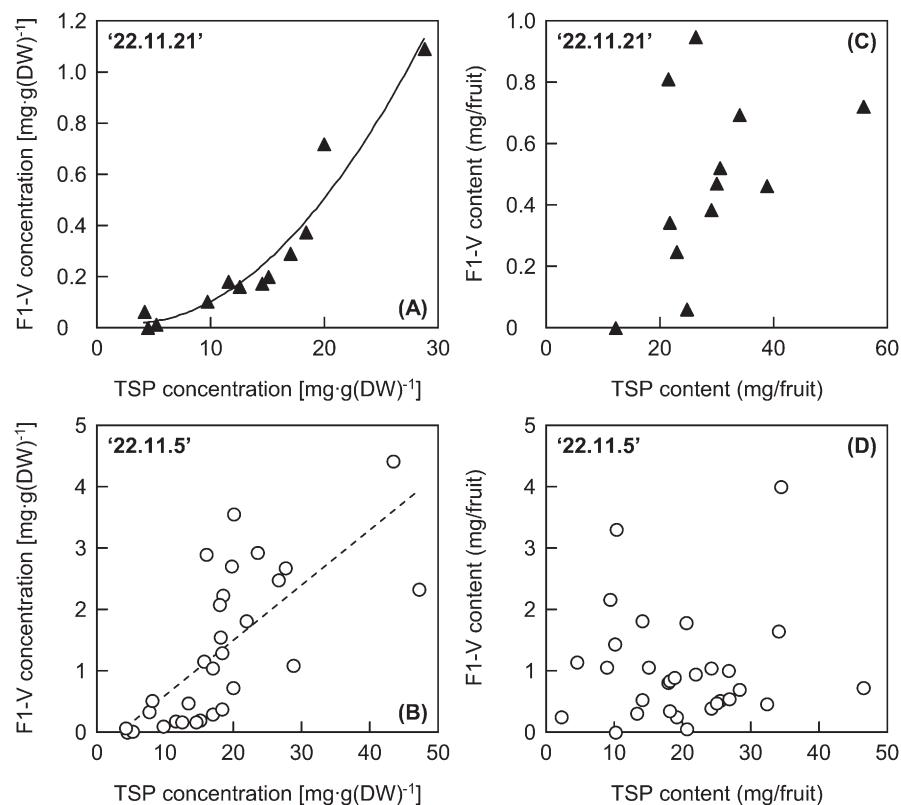 ‘22.11.21’
(A)
F1-V concentration [mg·g(DW)⁻¹]
1.2
1.0
0.8
0.6
0.4
0.2
0
0 10 20 30
TSP concentration [mg·g(DW)⁻¹]
‘22.11.21’
(C)
F1-V content (mg/fruit)
1.0
0.8
0.6
0.4
0.2
0
0 20 40 60
TSP content (mg/fruit)
‘22.11.5’
(B)
F1-V concentration [mg·g(DW)⁻¹]
5
4
3
2
1
0
0 10 20 30 40 50
TSP concentration [mg·g(DW)⁻¹]
‘22.11.5’
(D)
F1-V content (mg/fruit)
5
4
3
2
1
0
0 10 20 30 40 50
TSP content (mg/fruit)